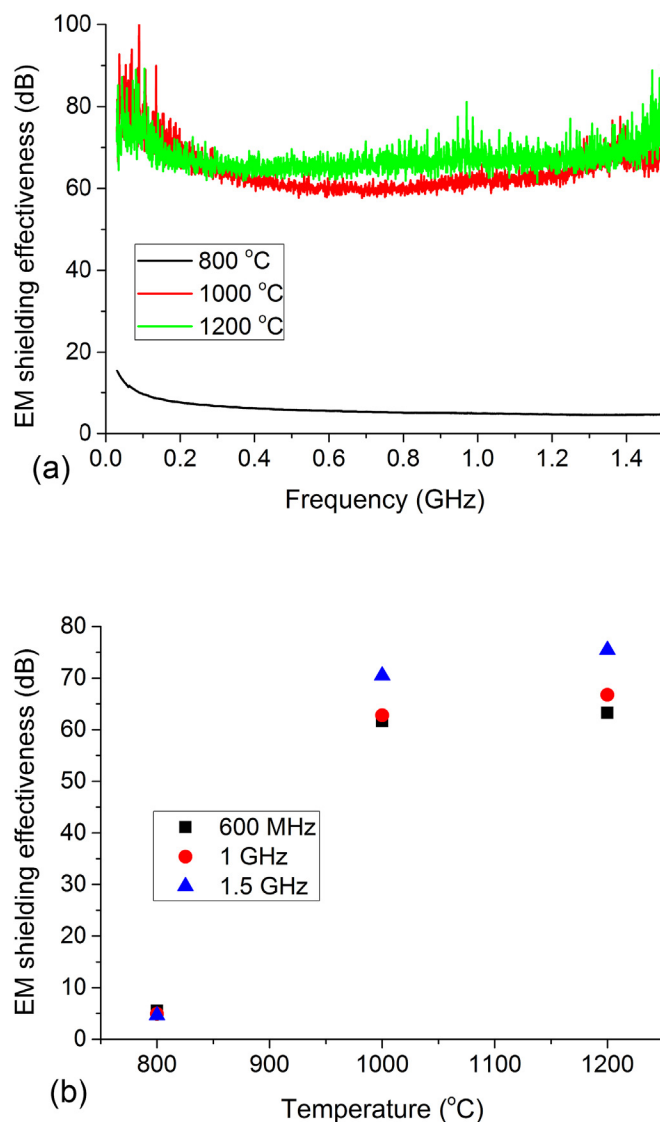 100
80
60
40
20
0
EM shielding effectiveness (dB)
800 °C
1000 °C
1200 °C
0.0 0.2 0.4 0.6 0.8 1.0 1.2 1.4
(a)
Frequency (GHz)
80
70
60
50
40
30
20
10
0
EM shielding effectiveness (dB)
600 MHz
1 GHz
1.5 GHz
800 900 1000 1100 1200
(b)
Temperature (°C)